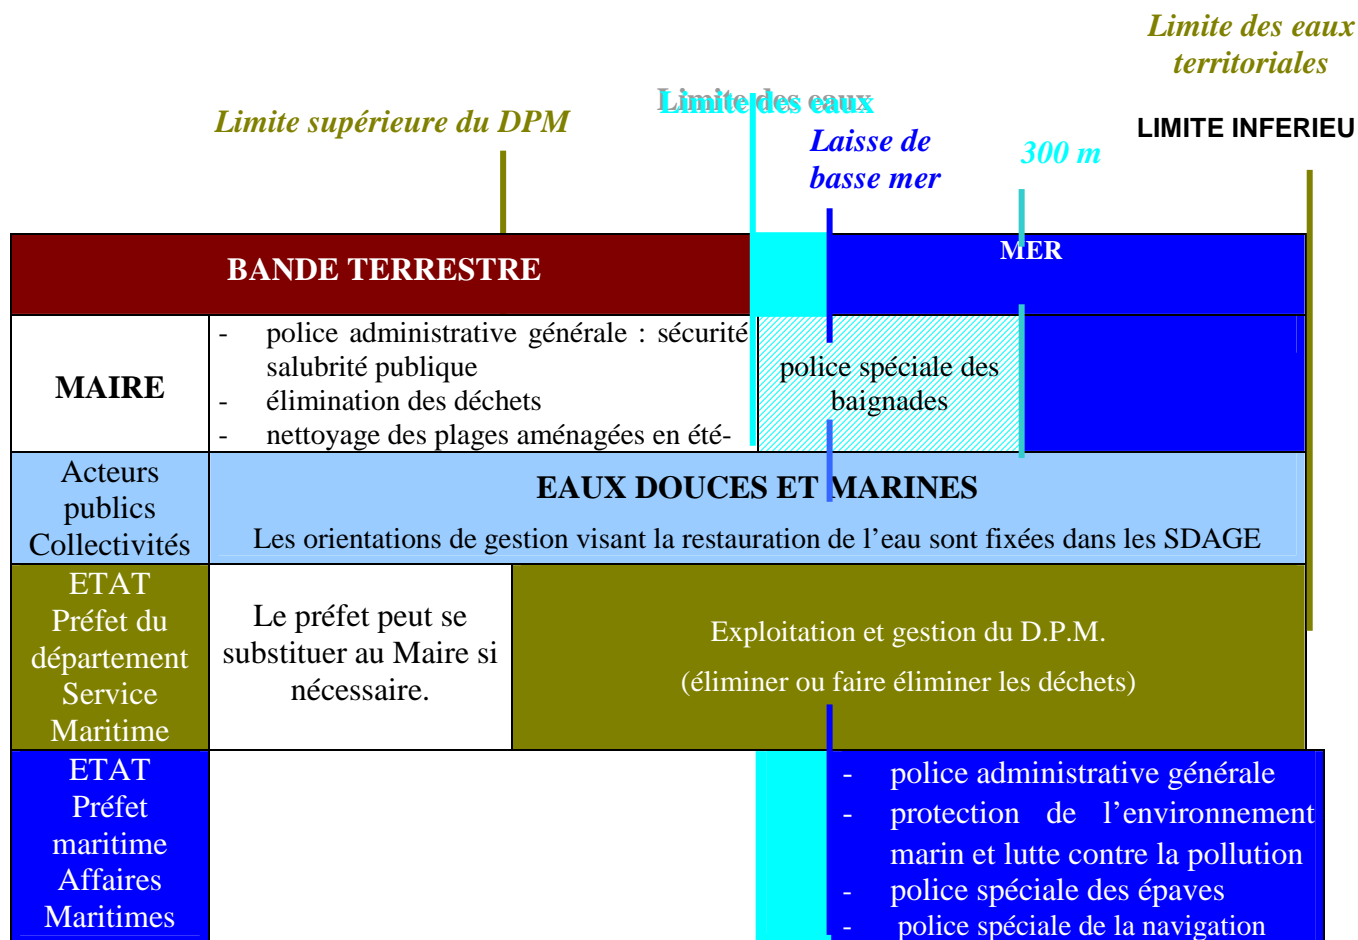 Limite des eaux
territoriales
Limite des eaux
Limite supérieure du DPM
LIMITE INFERIEU
Laisse de
basse mer
300 m
BANDE TERRESTRE
MER
MAIRE
- police administrative générale : sécurité
salubrité publique
- élimination des déchets
- nettoyage des plages aménagées en été-
police spéciale des
baignades
Acteurs
publics
Collectivités
EAUX DOUCES ET MARINES
Les orientations de gestion visant la restauration de l’eau sont fixées dans les SDAGE
ETAT
Préfet du
département
Service
Maritime
Le préfet peut se
substituer au Maire si
nécessaire.
Exploitation et gestion du D.P.M.
(éliminer ou faire éliminer les déchets)
ETAT
Préfet
maritime
Affaires
Maritimes
- police administrative générale
- protection de l’environnement
marin et lutte contre la pollution
- police spéciale des épaves
- police spéciale de la navigation